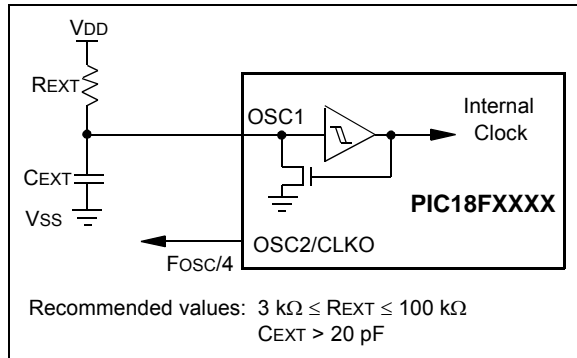 VDD
REXT
OSC1
Internal
Clock
CEXT
PIC18FXXXX
VSS
OSC2/CLKO
FOSC/4
Recommended values: 3 kΩ ≤ REXT ≤ 100 kΩ
CEXT > 20 pF